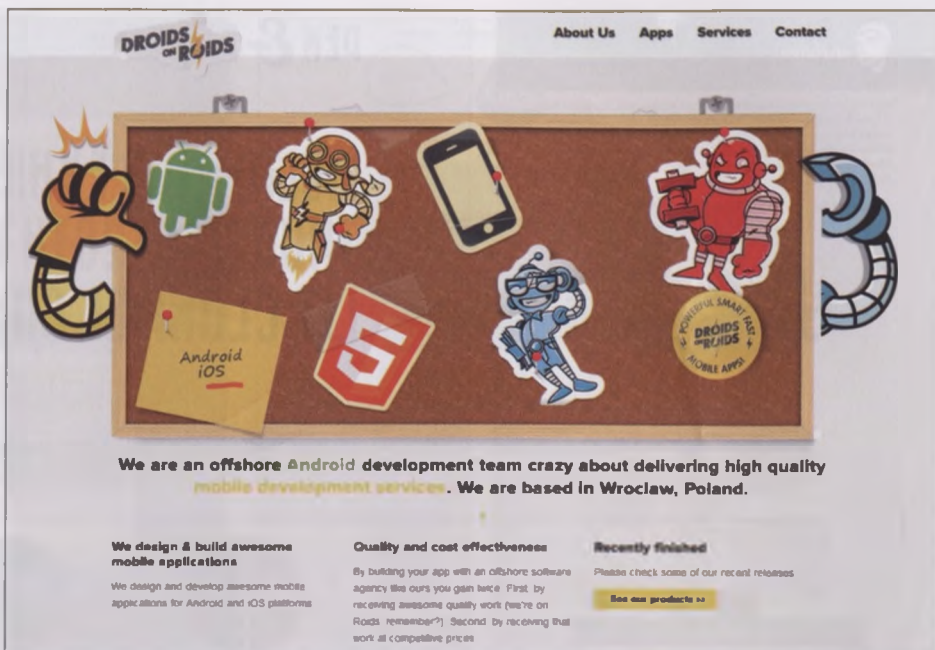 DROIDS
ON ROIDS
About Us Apps Services Contact
Android
iOS
5
POWERFUL SMART FAST
DROIDS
ON ROIDS
MOBILE APPS!
We are an offshore Android development team crazy about delivering high quality
mobile development services. We are based in Wroclaw, Poland.
We design & build awesome
mobile applications
We design and develop awesome mobile
applications for Android and iOS platforms
Quality and cost effectiveness
By building your app with an offshore software
agency like ours you gain twice. First by
receiving awesome quality work (we're on
Roids remember?) Second by receiving that
work at competitive prices
Recently finished
Please check some of our recent releases
See our products >>